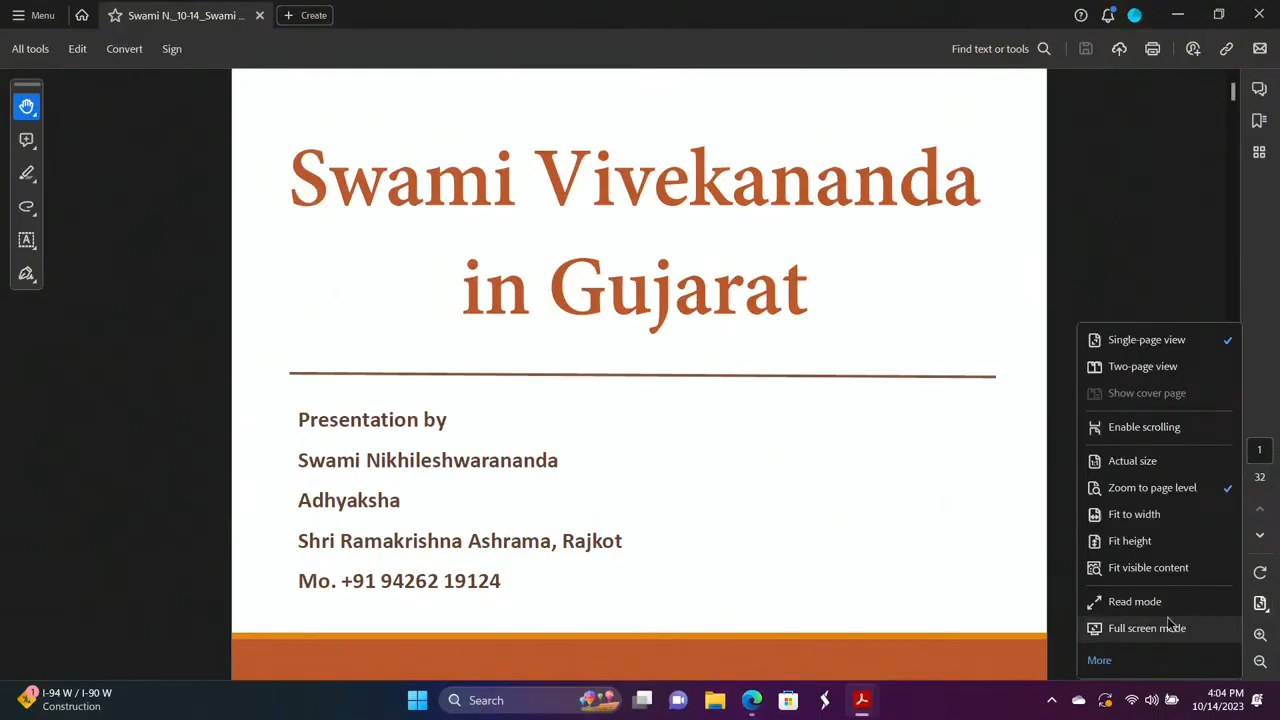 Menu
Swami N._10-14_Swami ...
Create
All tools
Edit
Convert
Sign
Find text or tools
Swami Vivekananda
in Gujarat
Presentation by
Swami Nikhileshwarananda
Adhyaksha
Shri Ramakrishna Ashrama, Rajkot
Mo. +91 94262 19124
Single-page view
Two-page view
Show cover page
Enable scrolling
Actual size
Zoom to page level
Fit to width
Fit height
Fit visible content
Read mode
Full screen mode
More
1
32
1
I-94 W / I-90 W
Construction
Search
4:04 PM
10/14/2023